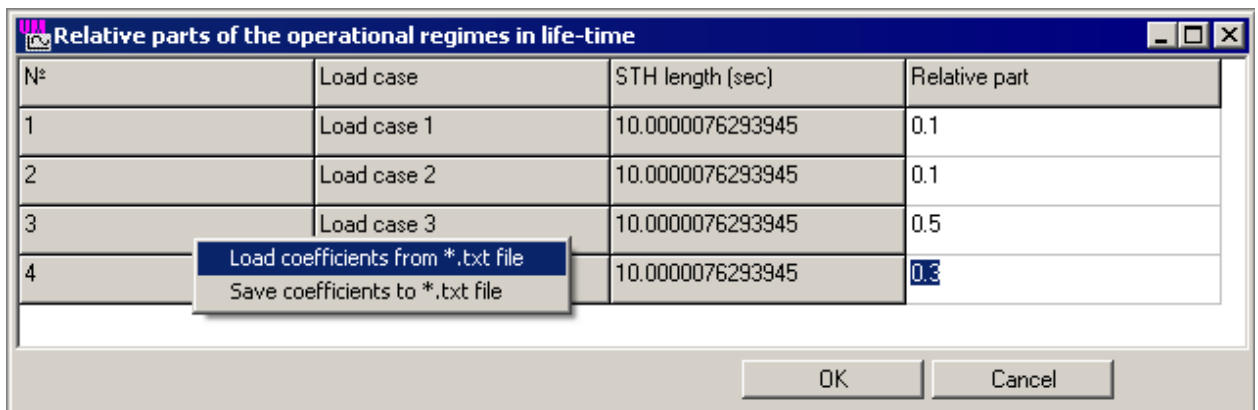 Relative parts of the operational regimes in life-time
№ Load case STH length (sec) Relative part
1 Load case 1 10.0000076293945 0.1
2 Load case 2 10.0000076293945 0.1
3 Load case 3 10.0000076293945 0.5
Load coefficients from *.txt file
4 10.0000076293945 0.3
Save coefficients to *.txt file
OK Cancel